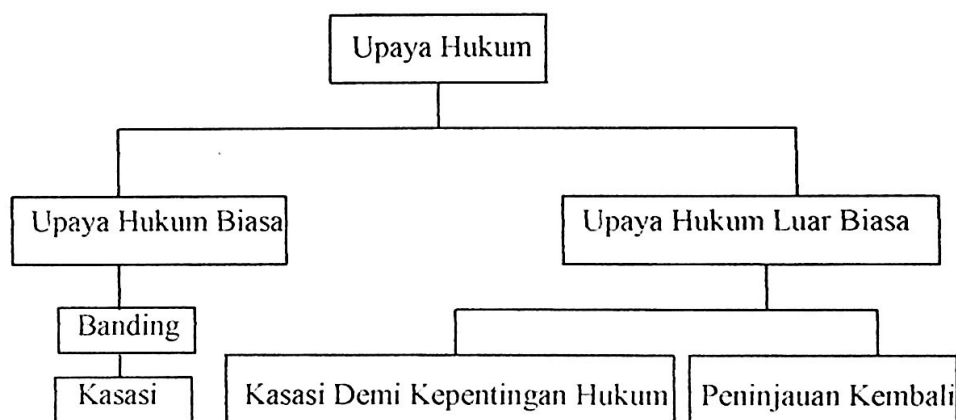 Upaya Hukum
Upaya Hukum Biasa
Upaya Hukum Luar Biasa
Banding
Kasasi
Kasasi Demi Kepentingan Hukum
Peninjauan Kembali